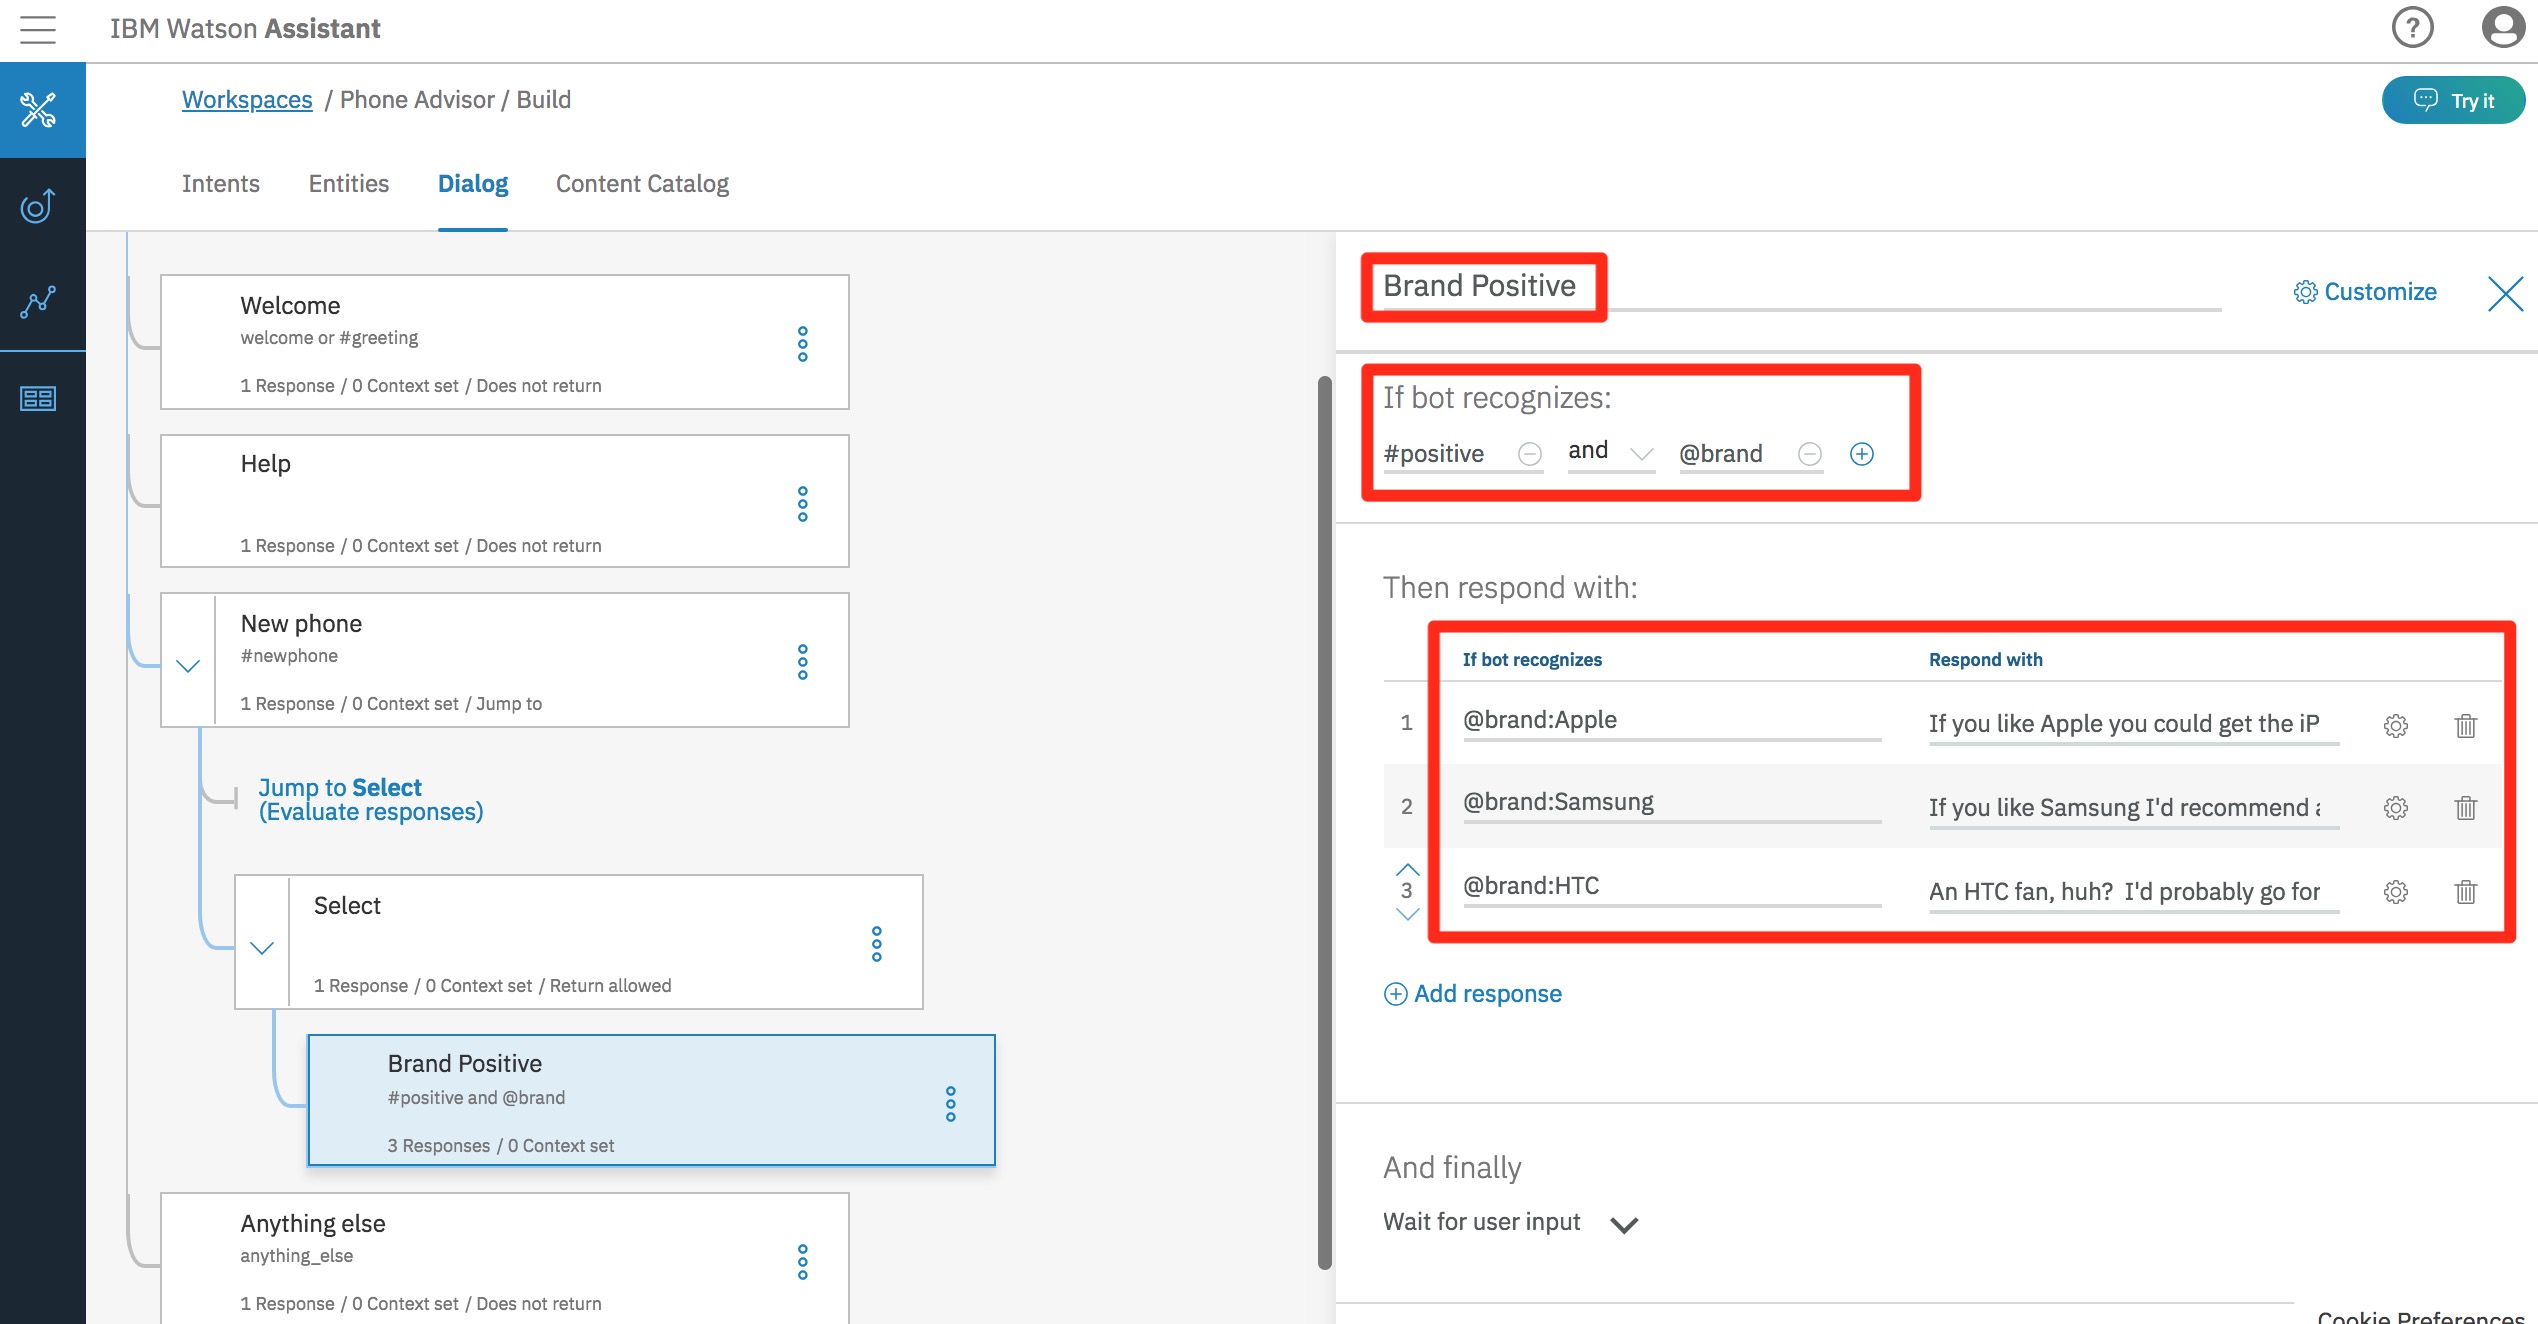 IBM Watson Assistant
?
Workspaces / Phone Advisor / Build
Try it
Intents Entities Dialog Content Catalog
Welcome
welcome or #greeting
1 Response / 0 Context set / Does not return
Help
1 Response / 0 Context set / Does not return
New phone
#newphone
1 Response / 0 Context set / Jump to
Jump to Select
(Evaluate responses)
Select
1 Response / 0 Context set / Return allowed
Brand Positive
#positive and @brand
3 Responses / 0 Context set
Anything else
anything_else
1 Response / 0 Context set / Does not return
Brand Positive
Customize
If bot recognizes:
#positive and @brand
Then respond with:
If bot recognizes Respond with
1 @brand:Apple If you like Apple you could get the iP
2 @brand:Samsung If you like Samsung I'd recommend a
3 @brand:HTC An HTC fan, huh? I'd probably go for
Add response
And finally
Wait for user input
Cookie Preferences